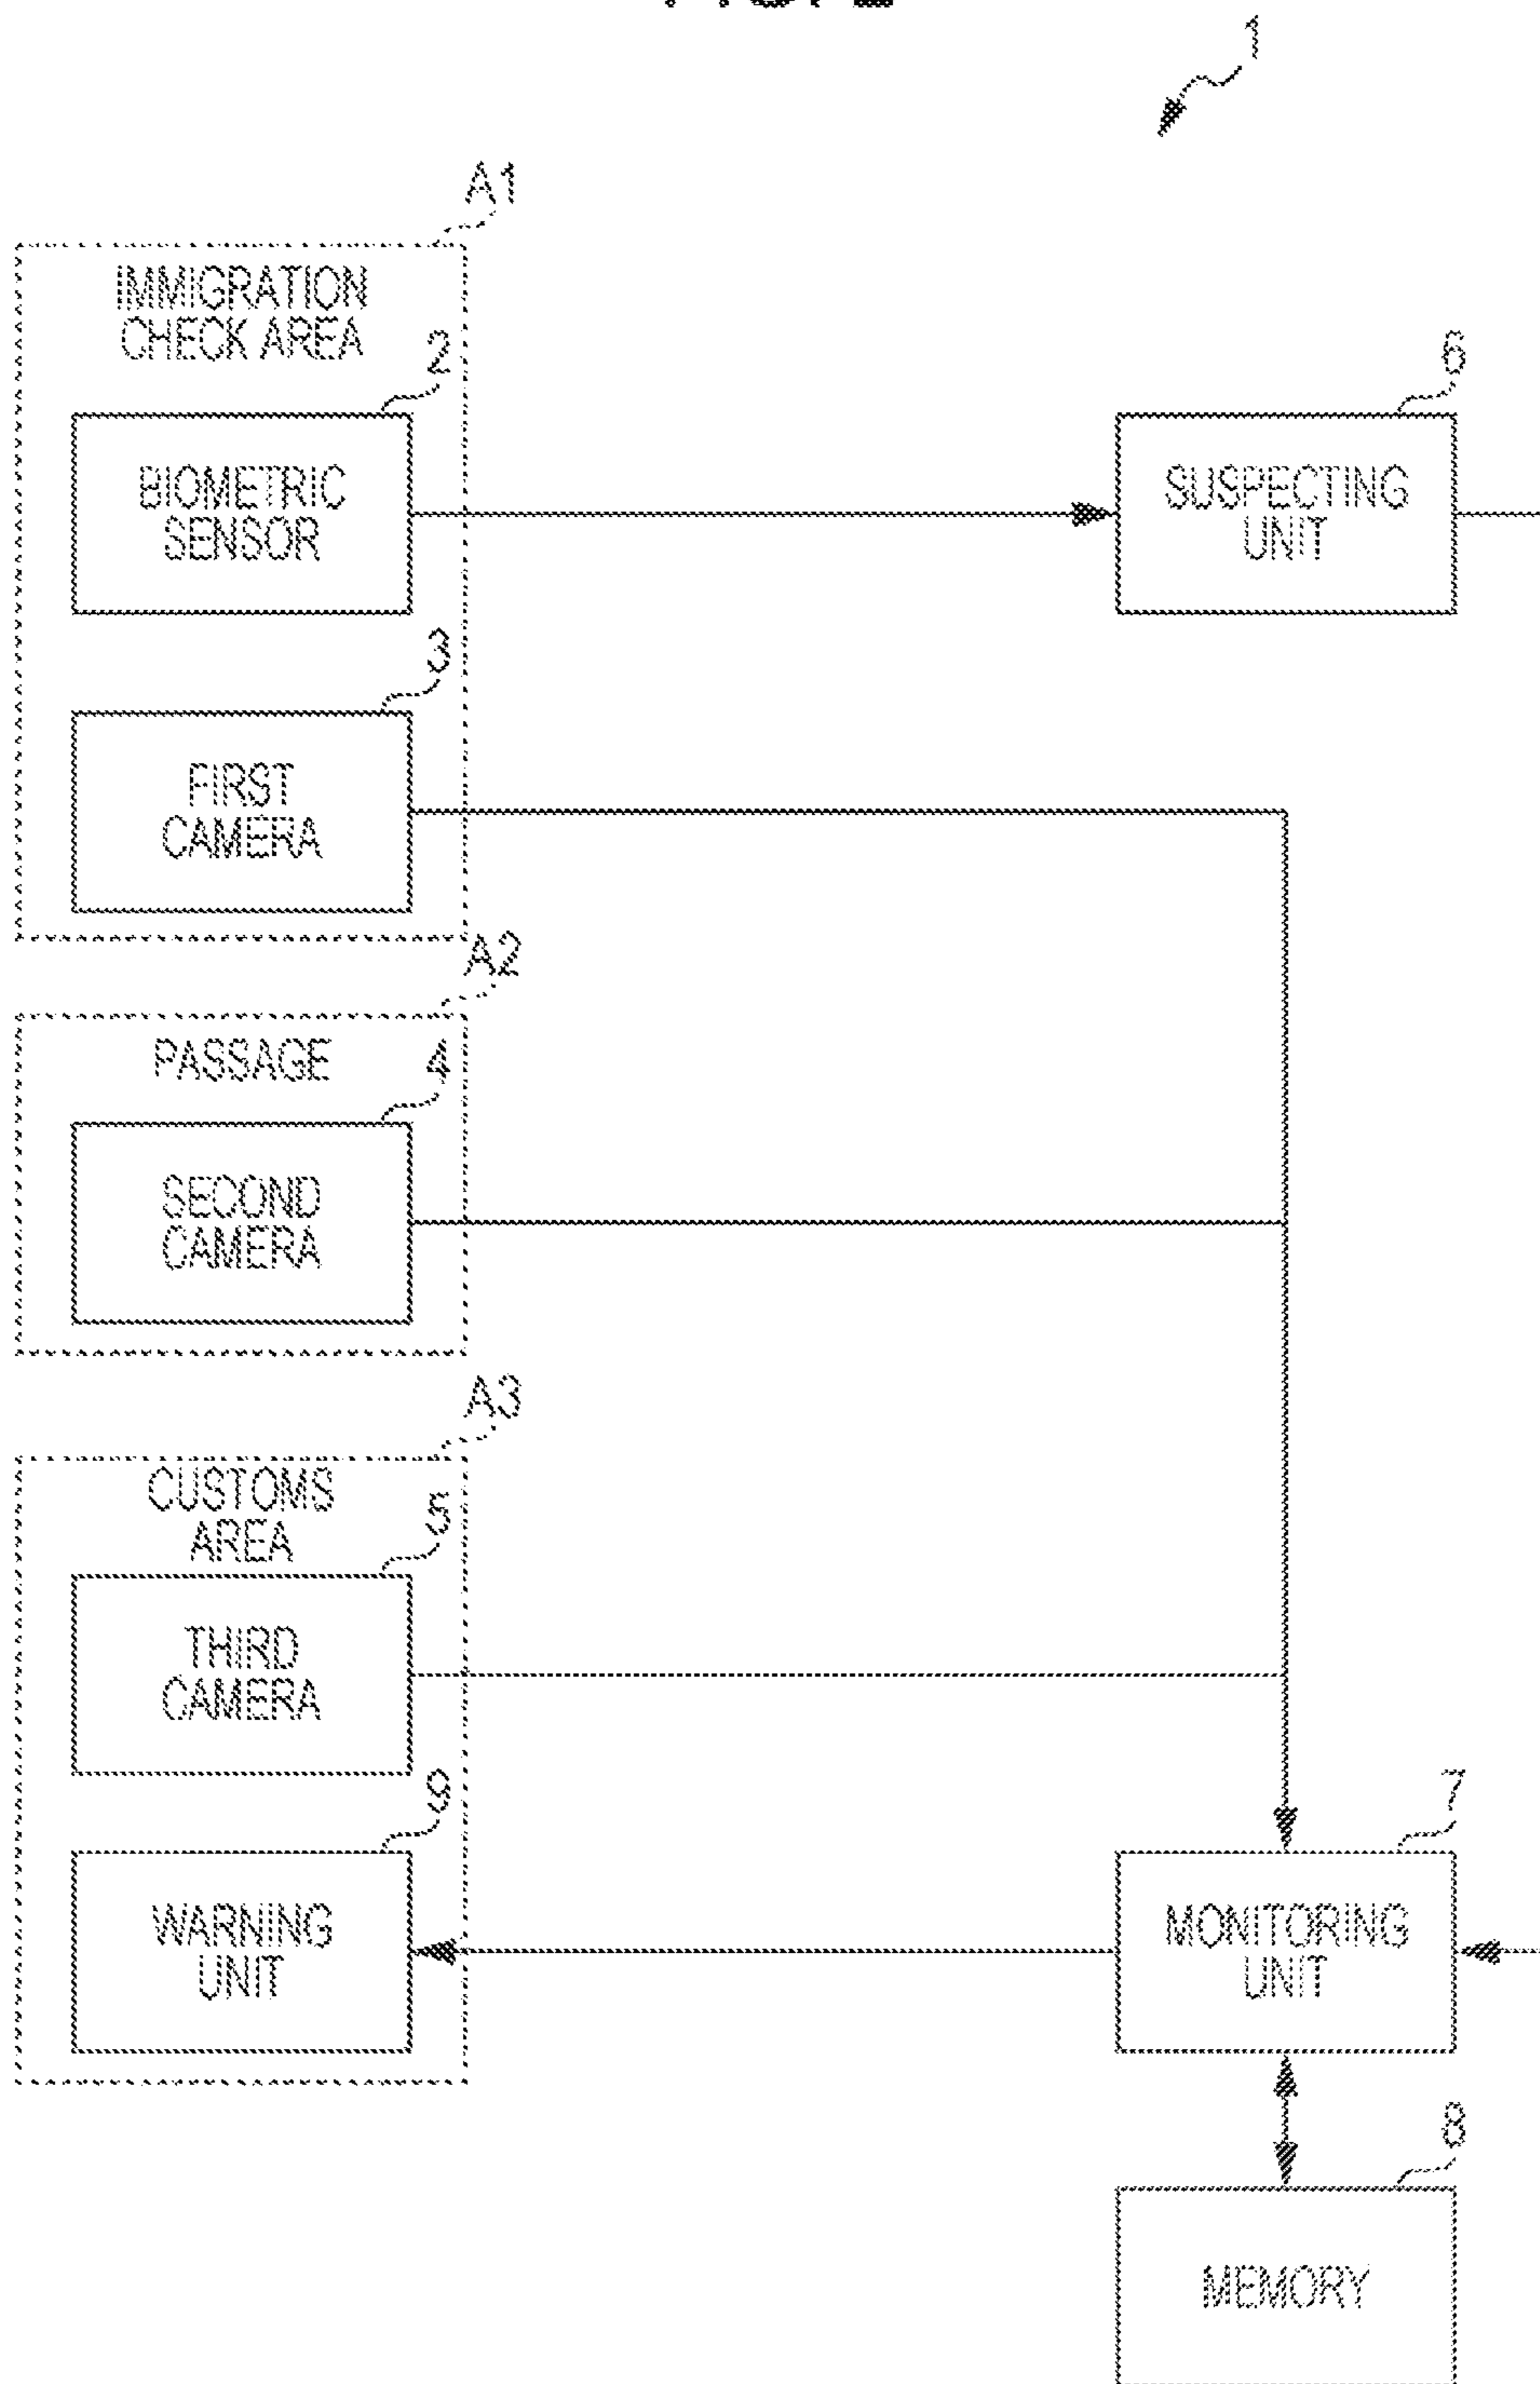 1
A1
IMMIGRATION
CHECK AREA
2
BIOMETRIC
SENSOR
6
SUSPECTING
UNIT
3
FIRST
CAMERA
A2
PASSAGE
4
SECOND
CAMERA
A3
CUSTOMS
AREA
5
THIRD
CAMERA
9
WARNING
UNIT
7
MONITORING
UNIT
8
MEMORY